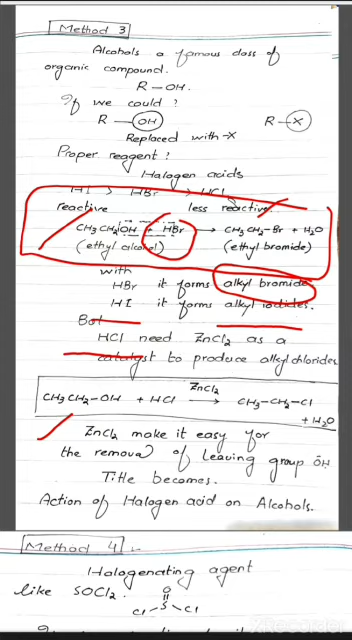 Method 3
Alcohols a famous class of
organic compound.
R-OH.
If we could?
R-OH R-X
Replaced with -X
Proper reagent?
Halogen acids
HI > HBr > HCl
reactive less reactive
CH3CH2OH + HBr → CH3CH2-Br + H2O
(ethyl alcohol) (ethyl bromide)
with
HBr it forms alkyl bromide
HI it forms alkyl iodides.
But
HCl need ZnCl2 as a
catalyst to produce alkylchlorides
ZnCl2
CH3CH2-OH + HCl → CH3-CH2-Cl
+ H2O
ZnCl2 make it easy for
the removal of leaving group ŌH
Title becomes.
Action of Halogen acid on Alcohols.
Method 4
Halogenating agent
like SOCl2.
O
Cl-S-Cl